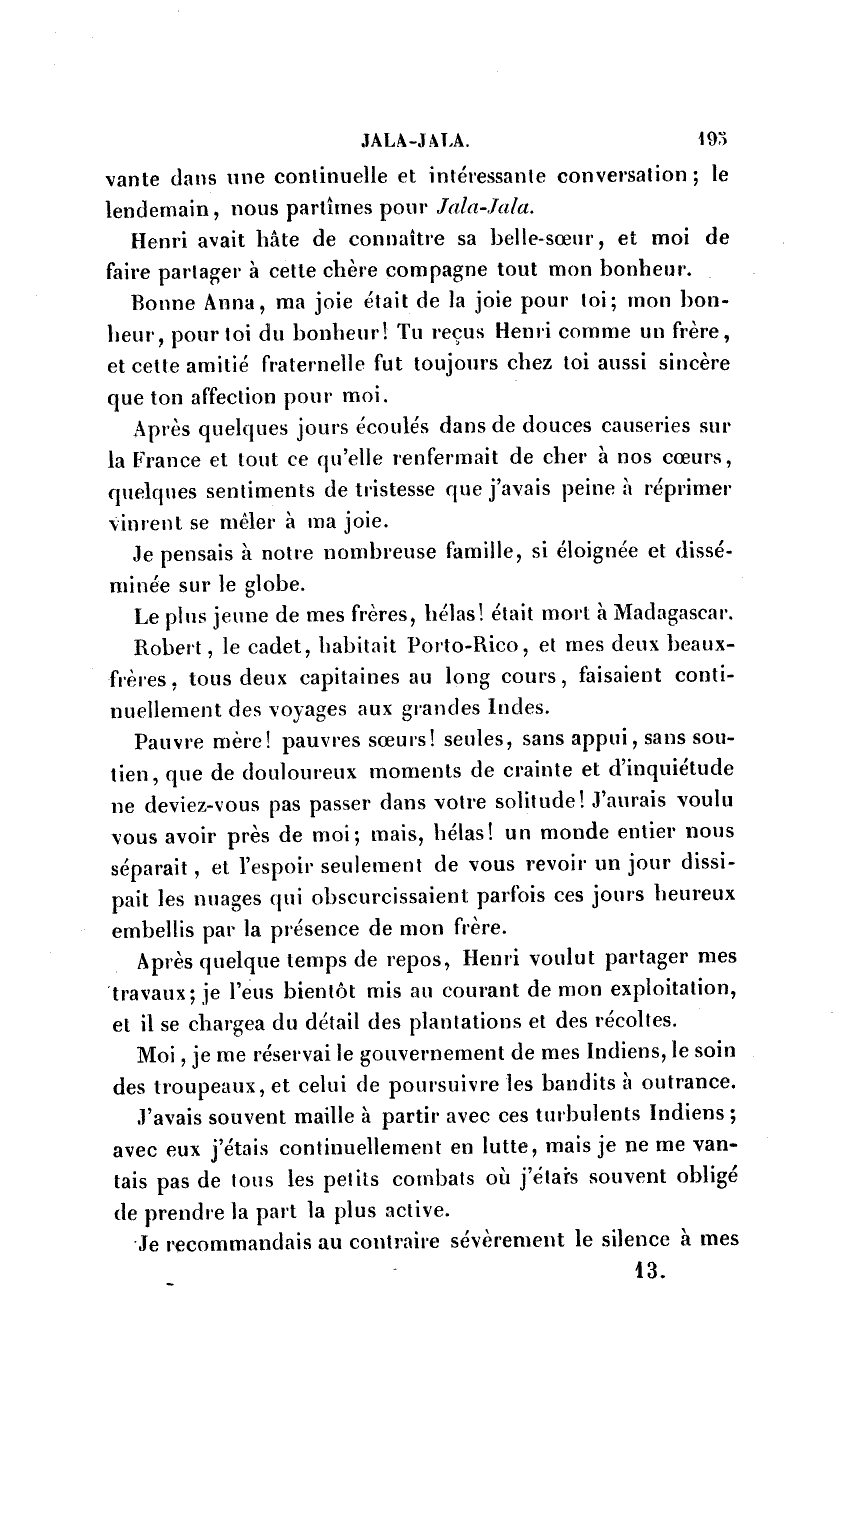 JALA-JALA. 195
vante dans une continuelle et intéressante conversation; le
lendemain, nous partîmes pour Jala-Jala.
Henri avait hâte de connaître sa belle-sœur, et moi de
faire partager à cette chère compagne tout mon bonheur.
Bonne Anna, ma joie était de la joie pour toi; mon bon-
heur, pour toi du bonheur! Tu reçus Henri comme un frère,
et cette amitié fraternelle fut toujours chez toi aussi sincère
que ton affection pour moi.
Après quelques jours écoulés dans de douces causeries sur
la France et tout ce qu'elle renfermait de cher à nos cœurs,
quelques sentiments de tristesse que j'avais peine à réprimer
vinrent se mêler à ma joie.
Je pensais à notre nombreuse famille, si éloignée et dissé-
minée sur le globe.
Le plus jeune de mes frères, hélas! était mort à Madagascar.
Robert, le cadet, habitait Porto-Rico, et mes deux beaux-
frères, tous deux capitaines au long cours, faisaient conti-
nuellement des voyages aux grandes Indes.
Pauvre mère! pauvres sœurs! seules, sans appui, sans sou-
tien, que de douloureux moments de crainte et d'inquiétude
ne deviez-vous pas passer dans votre solitude! J'aurais voulu
vous avoir près de moi; mais, hélas! un monde entier nous
séparait, et l'espoir seulement de vous revoir un jour dissi-
pait les nuages qui obscurcissaient parfois ces jours heureux
embellis par la présence de mon frère.
Après quelque temps de repos, Henri voulut partager mes
travaux; je l'eus bientôt mis au courant de mon exploitation,
et il se chargea du détail des plantations et des récoltes.
Moi, je me réservai le gouvernement de mes Indiens, le soin
des troupeaux, et celui de poursuivre les bandits à outrance.
J'avais souvent maille à partir avec ces turbulents Indiens;
avec eux j'étais continuellement en lutte, mais je ne me van-
tais pas de tous les petits combats où j'étais souvent obligé
de prendre la part la plus active.
Je recommandais au contraire sévèrement le silence à mes
13.